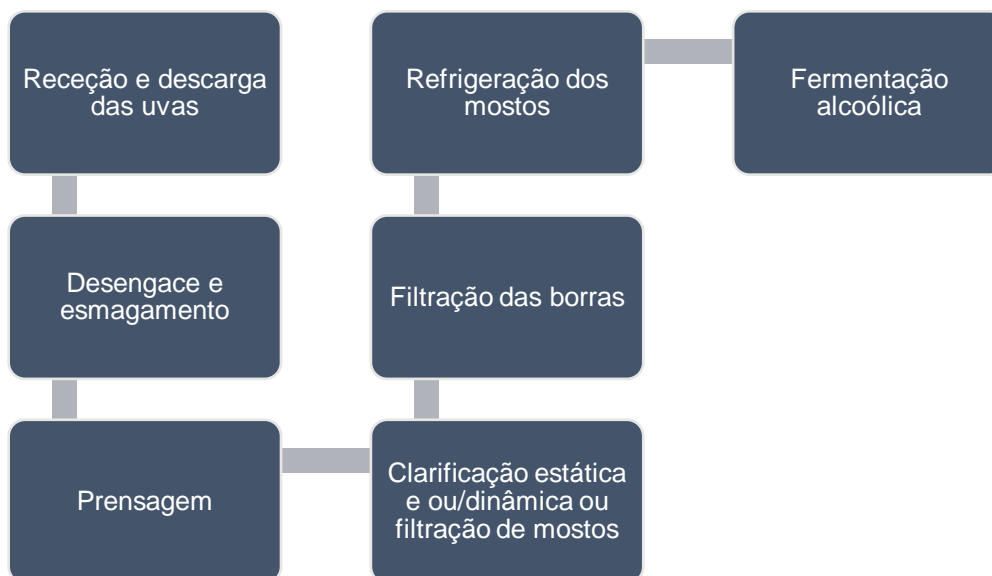 Receção e descarga
das uvas
Desengace e
esmagamento
Prensagem
Clarificação estática
e ou/dinâmica ou
filtração de mostos
Filtração das borras
Refrigeração dos
mostos
Fermentação
alcoólica